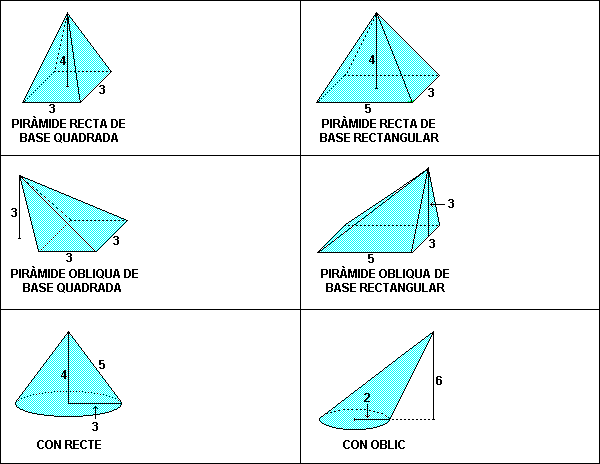 4
3
3
PIRÀMIDE RECTA DE
BASE QUADRADA
4
3
5
PIRÀMIDE RECTA DE
BASE RECTANGULAR
3
3
3
PIRÀMIDE OBLIQUA DE
BASE QUADRADA
3
3
5
PIRÀMIDE OBLIQUA DE
BASE RECTANGULAR
5
4
3
CON RECTE
6
2
CON OBLIC